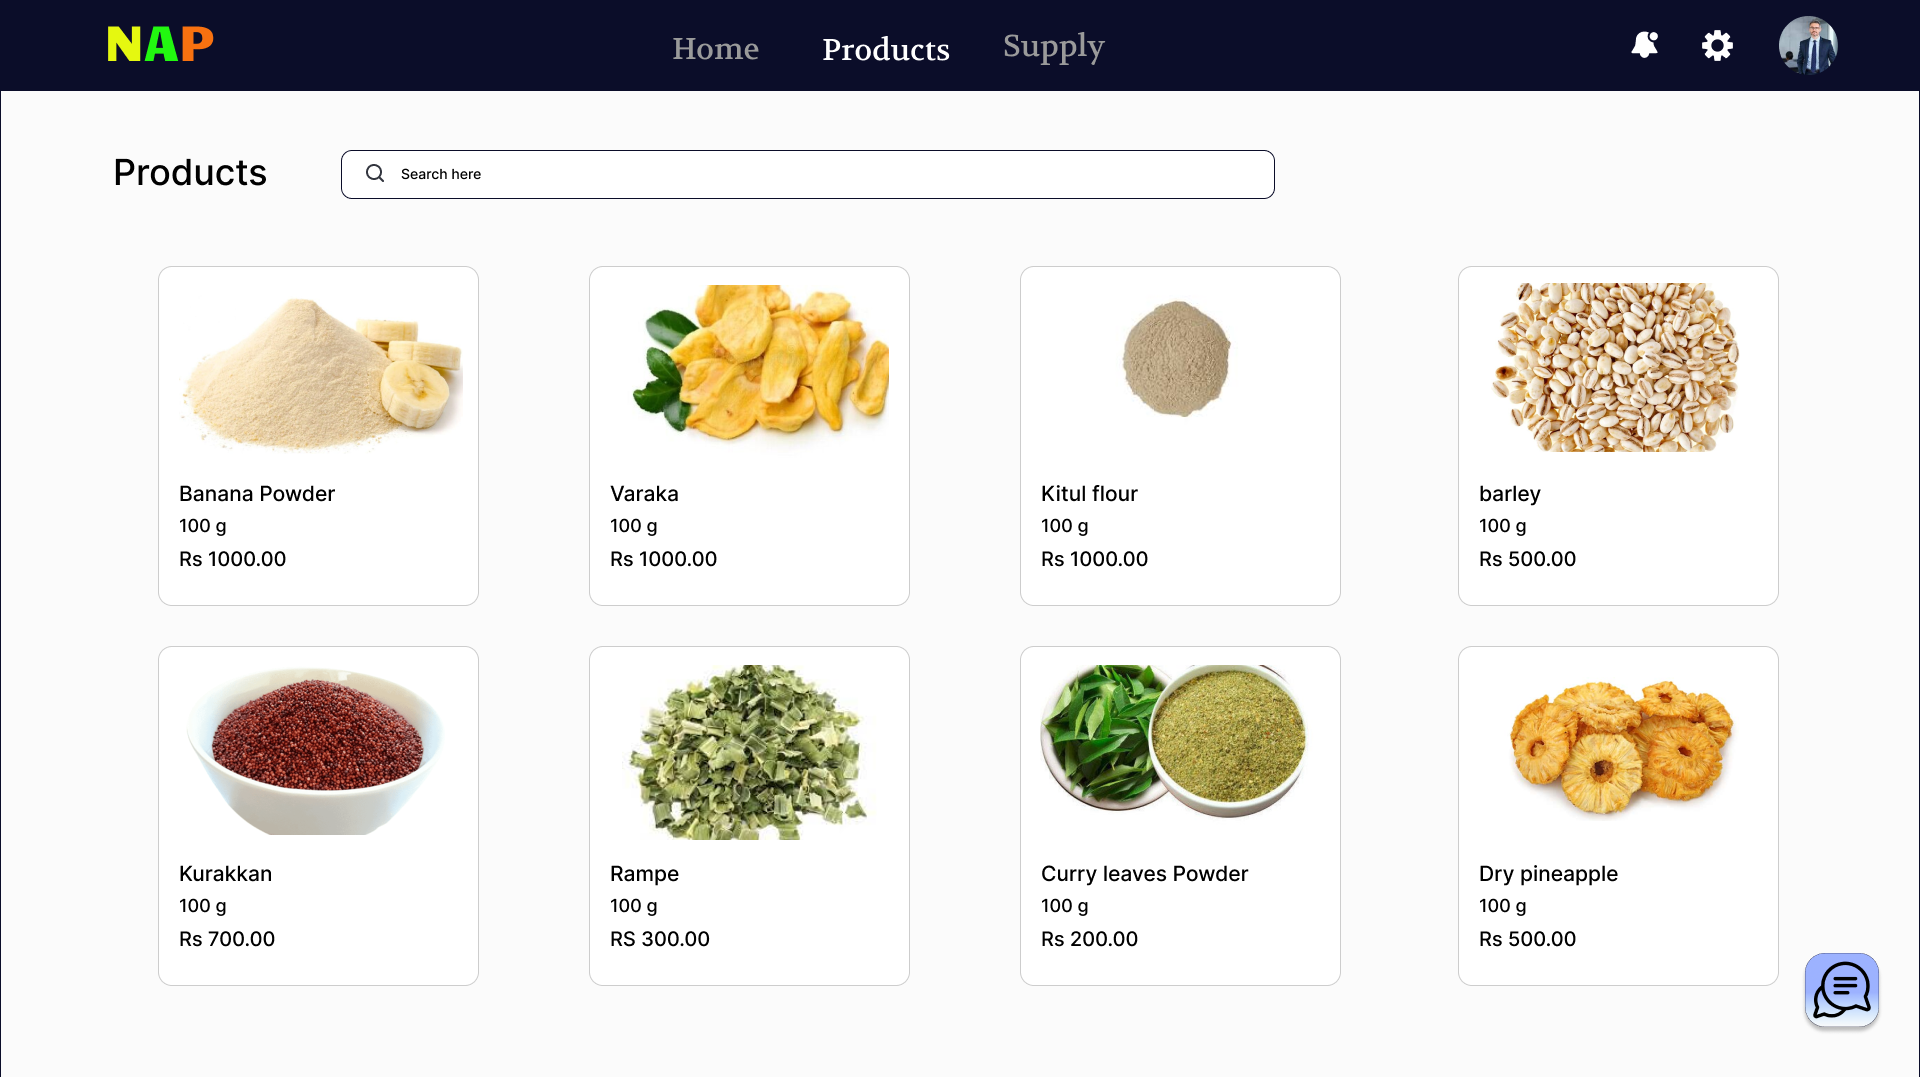 NAP
Home
Products
Supply
Products
Search here
Banana Powder
100 g
Rs 1000.00
Varaka
100 g
Rs 1000.00
Kitul flour
100 g
Rs 1000.00
barley
100 g
Rs 500.00
Kurakkan
100 g
Rs 700.00
Rampe
100 g
RS 300.00
Curry leaves Powder
100 g
Rs 200.00
Dry pineapple
100 g
Rs 500.00